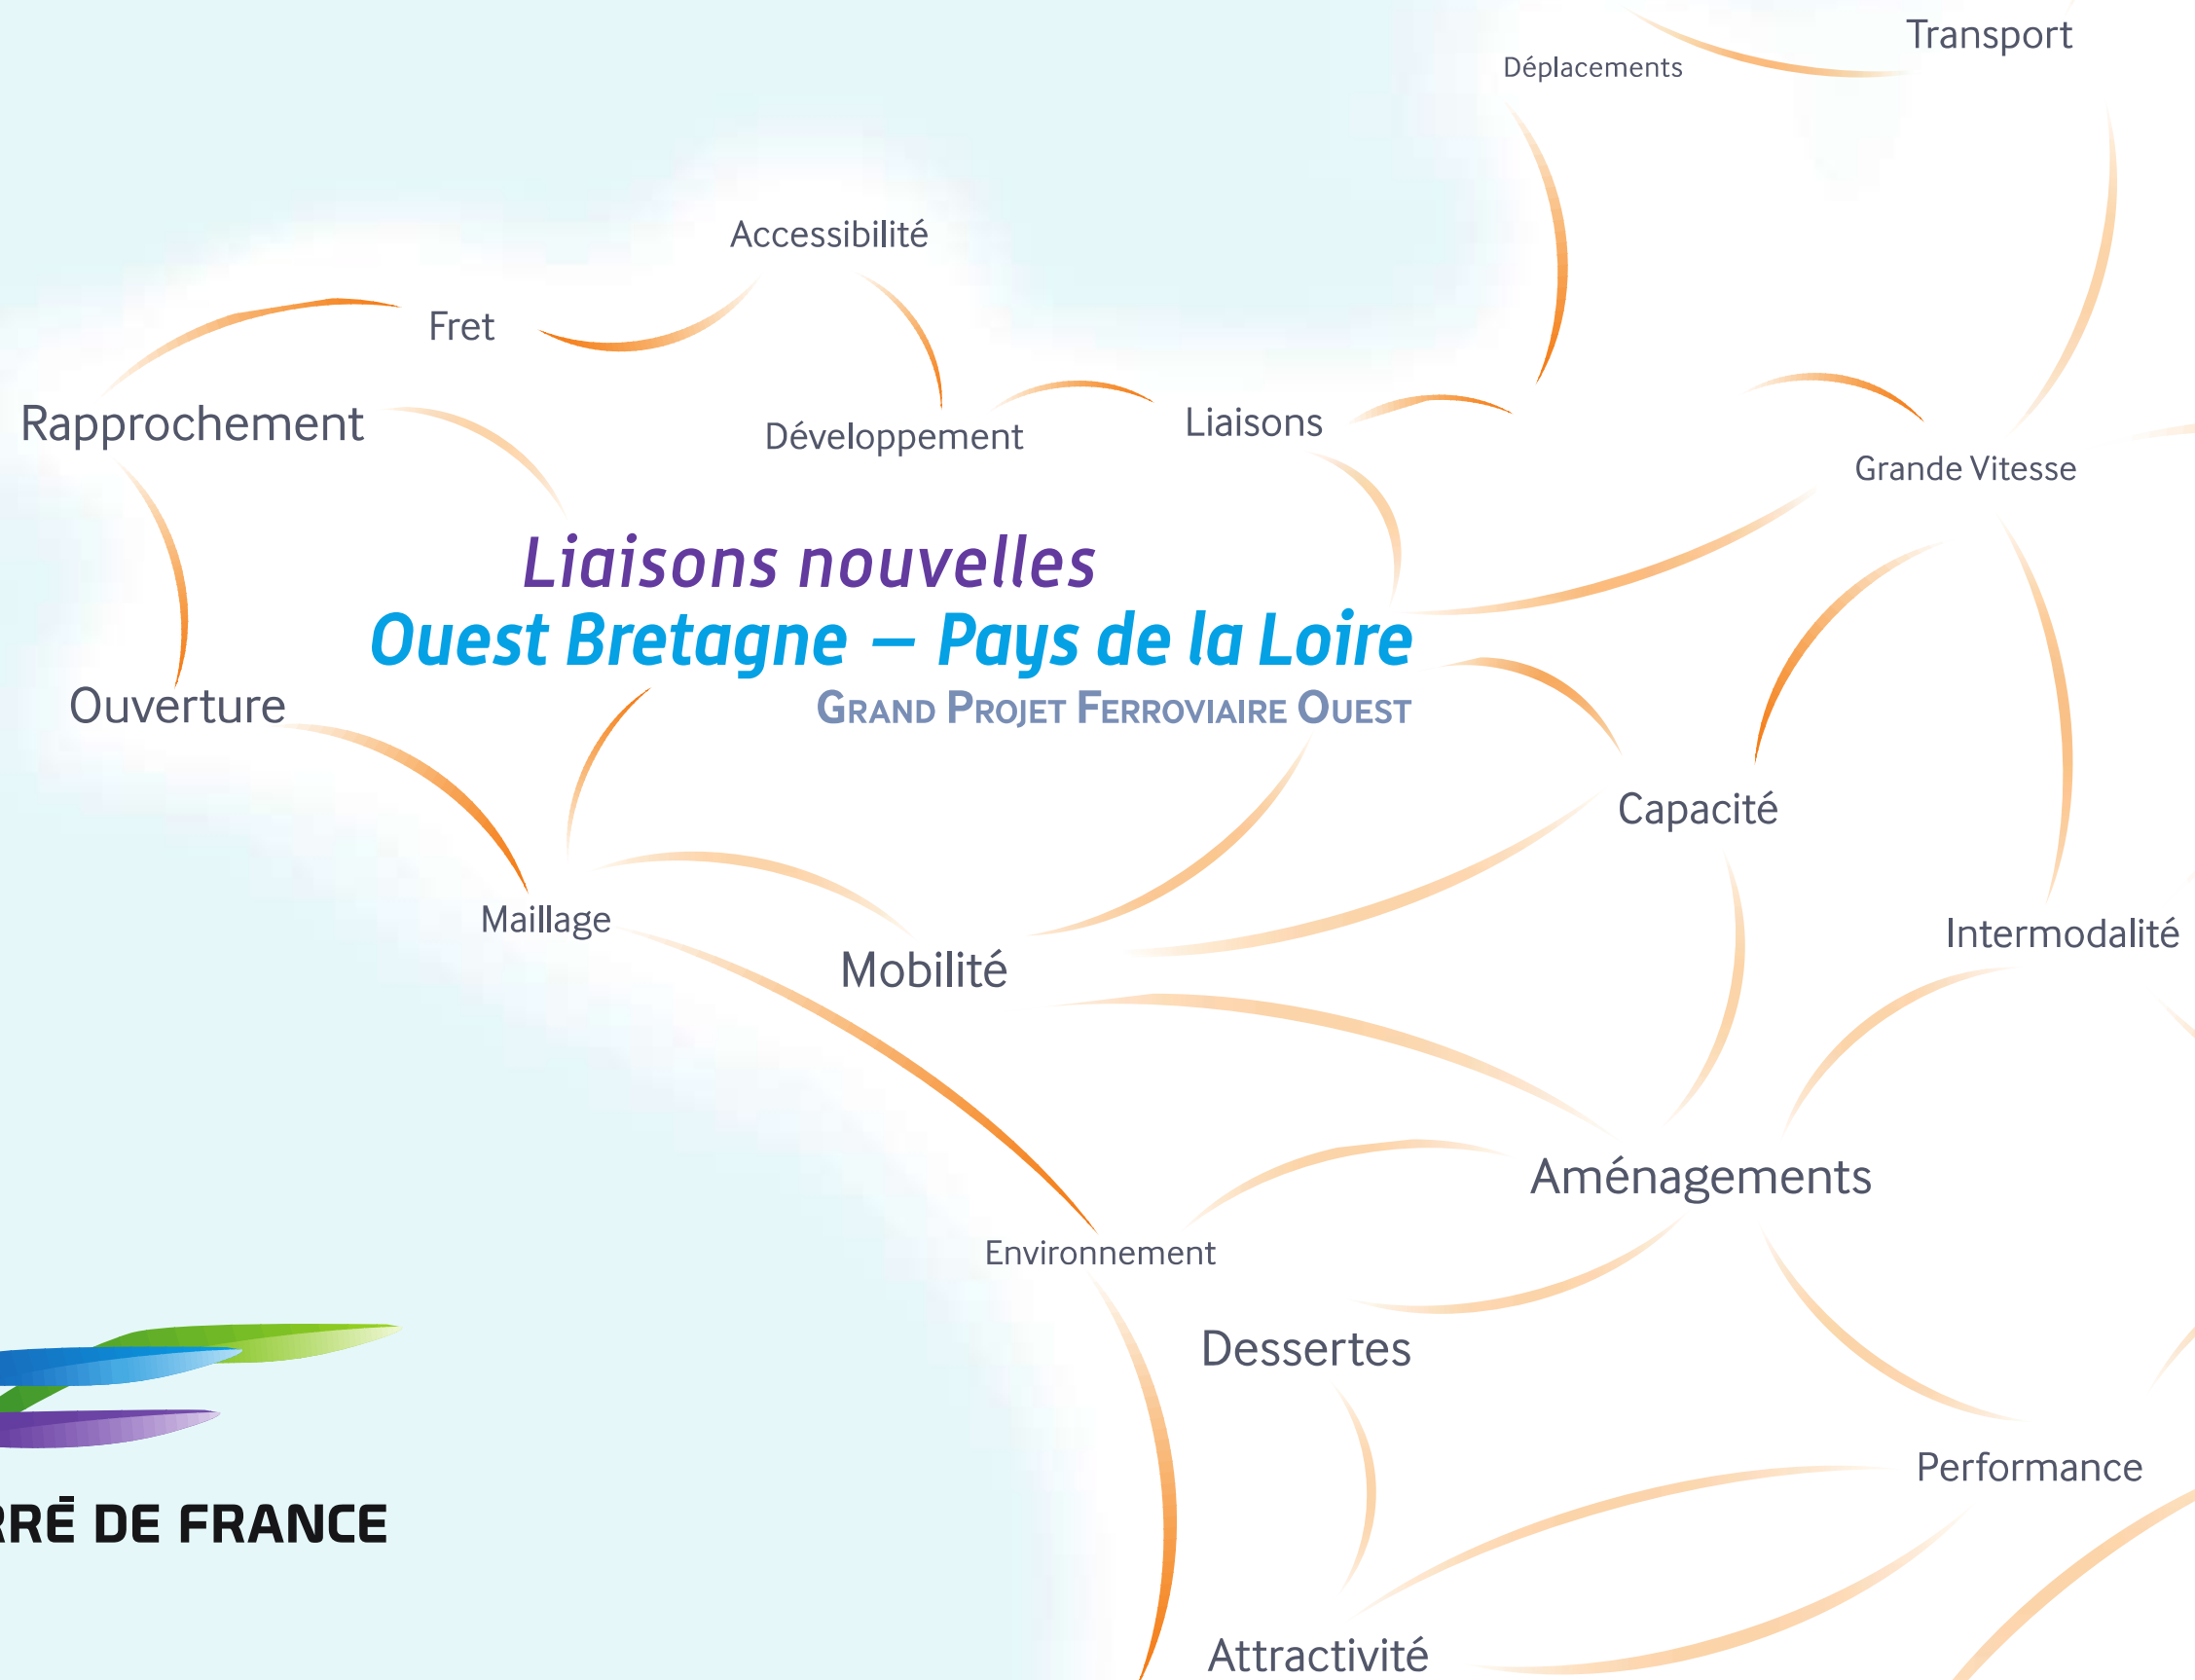 Transport
Déplacements
Accessibilité
Fret
Rapprochement
Développement
Liaisons
Grande Vitesse
Liaisons nouvelles
Ouest Bretagne – Pays de la Loire
GRAND PROJET FERROVIAIRE OUEST
Ouverture
Capacité
Maillage
Mobilité
Intermodalité
Aménagements
Environnement
Dessertes
Performance
RRÉ DE FRANCE
Attractivité